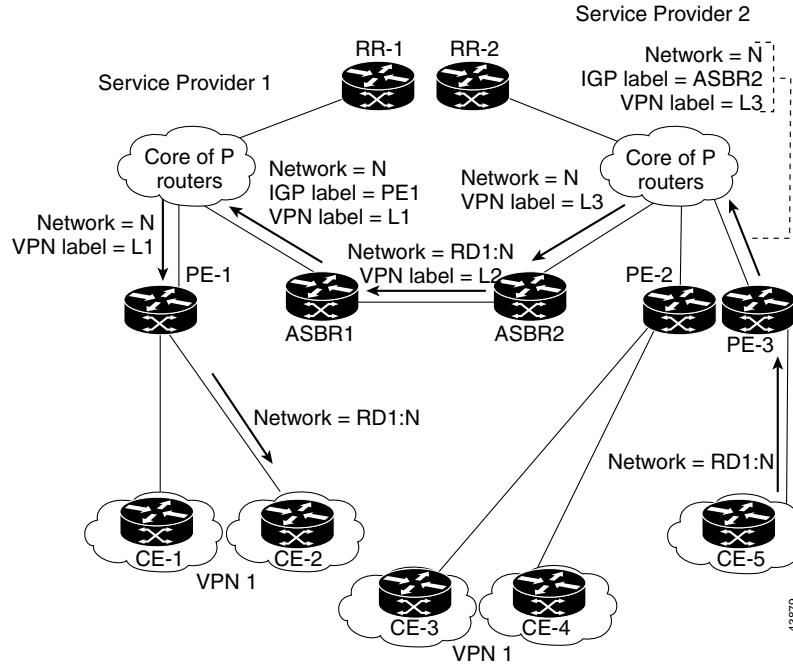 Service Provider 2
RR-1
RR-2
Network = N
IGP label = ASBR2
VPN label = L3
Service Provider 1
Core of P
routers
Network = N
IGP label = PE1
VPN label = L1
Network = N
VPN label = L3
Core of P
routers
Network = N
VPN label = L1
Network = RD1:N
VPN label = L2
PE-1
ASBR1
ASBR2
PE-2
PE-3
Network = RD1:N
Network = RD1:N
CE-1
CE-2
VPN 1
CE-5
CE-3
CE-4
VPN 1
43879